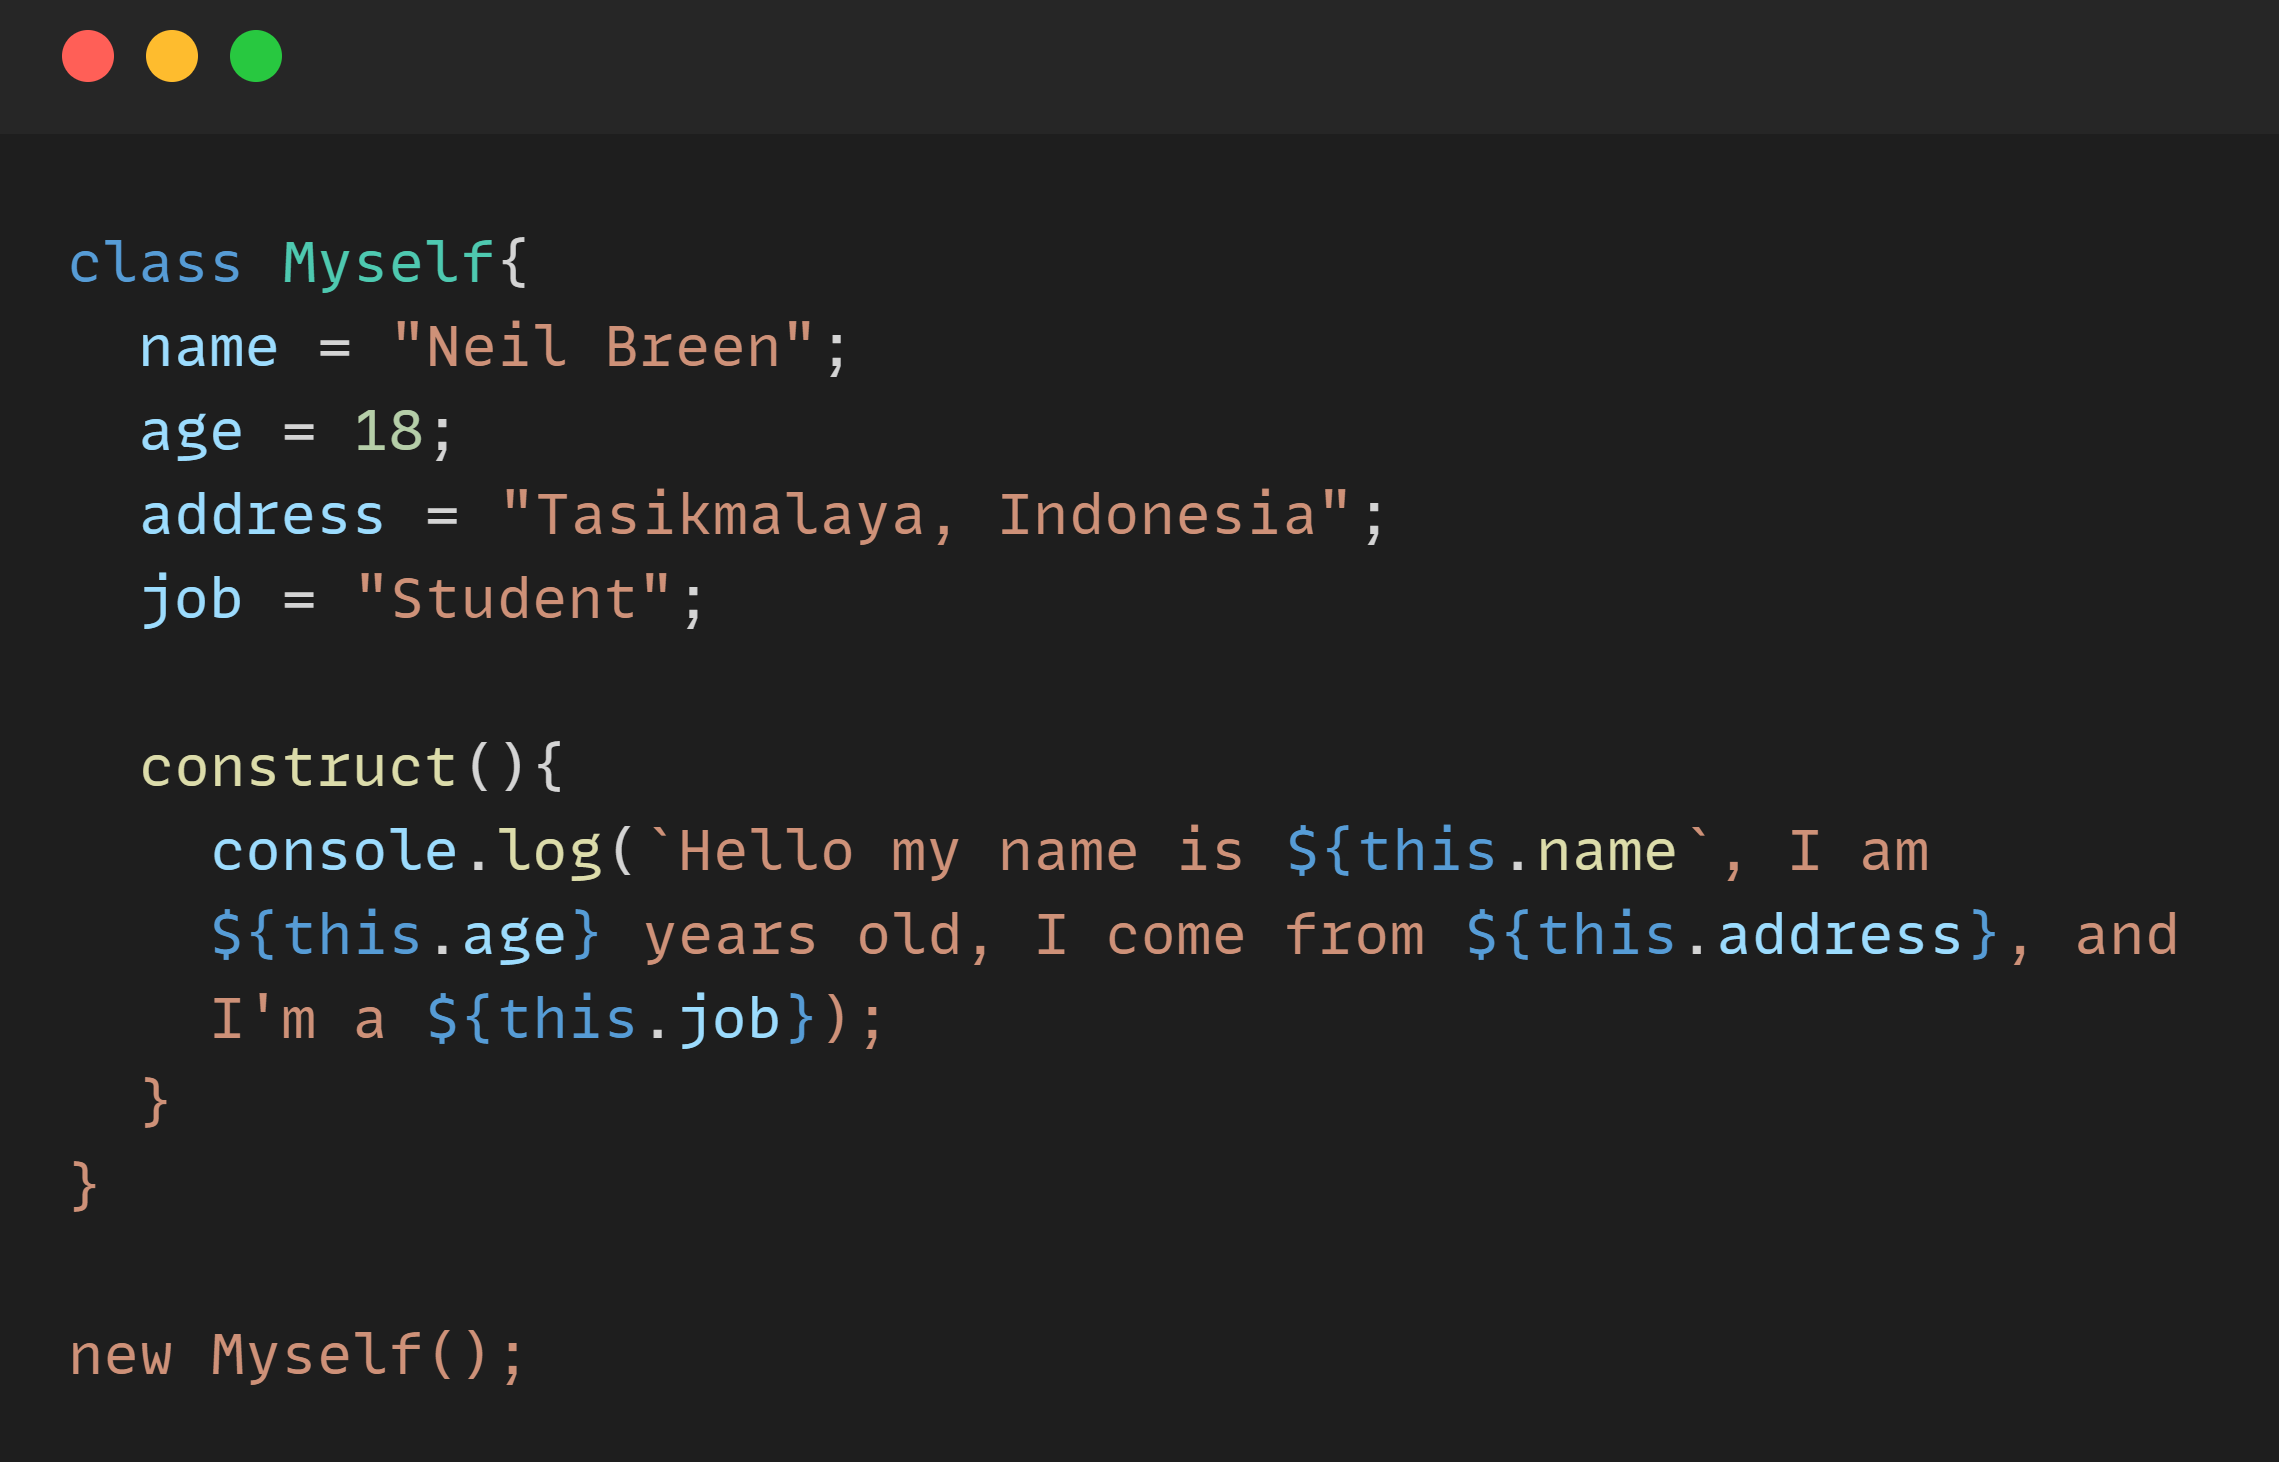 class Myself{
  name = "Neil Breen";
  age = 18;
  address = "Tasikmalaya, Indonesia";
  job = "Student";

  construct(){
    console.log(`Hello my name is ${this.name`, I am
    ${this.age} years old, I come from ${this.address}, and
    I'm a ${this.job});
  }
}

new Myself();